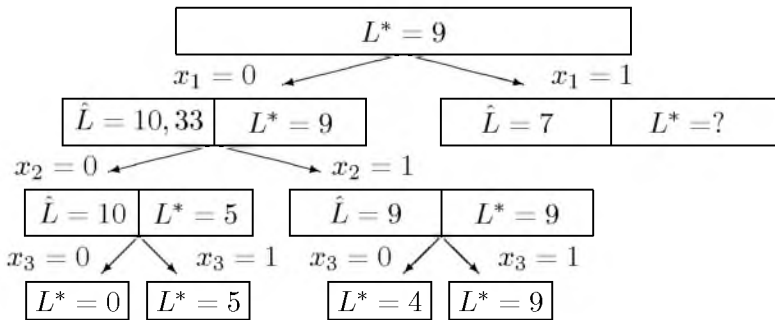 L* = 9
x₁ = 0 x₁ = 1
L̂ = 10, 33 L* = 9 L̂ = 7 L* =?
x₂ = 0 x₂ = 1
L̂ = 10 L* = 5 L̂ = 9 L* = 9
x₃ = 0 x₃ = 1 x₃ = 0 x₃ = 1
L* = 0 L* = 5 L* = 4 L* = 9